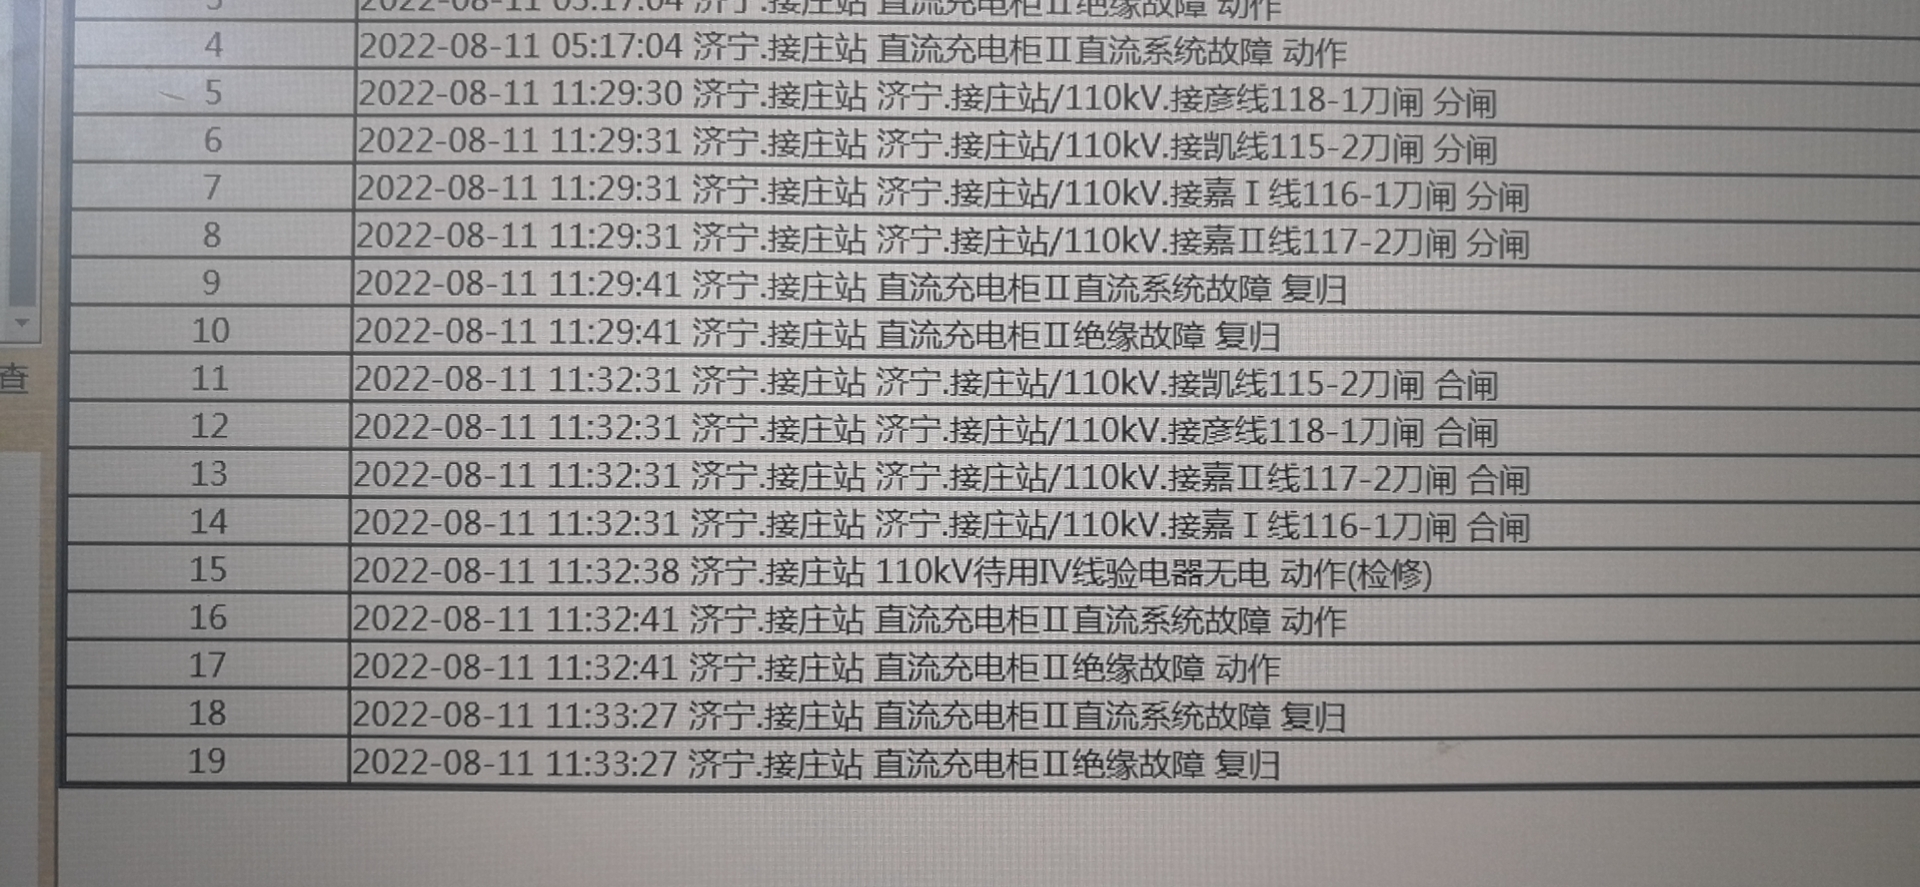 3 2022-08-11 05:17:04 济宁.接庄站 直流充电柜Ⅱ绝缘故障 动作
4 2022-08-11 05:17:04 济宁.接庄站 直流充电柜Ⅱ直流系统故障 动作
5 2022-08-11 11:29:30 济宁.接庄站 济宁.接庄站/110kV.接彦线118-1刀闸 分闸
6 2022-08-11 11:29:31 济宁.接庄站 济宁.接庄站/110kV.接凯线115-2刀闸 分闸
7 2022-08-11 11:29:31 济宁.接庄站 济宁.接庄站/110kV.接嘉Ⅰ线116-1刀闸 分闸
8 2022-08-11 11:29:31 济宁.接庄站 济宁.接庄站/110kV.接嘉Ⅱ线117-2刀闸 分闸
9 2022-08-11 11:29:41 济宁.接庄站 直流充电柜Ⅱ直流系统故障 复归
10 2022-08-11 11:29:41 济宁.接庄站 直流充电柜Ⅱ绝缘故障 复归
查
11 2022-08-11 11:32:31 济宁.接庄站 济宁.接庄站/110kV.接凯线115-2刀闸 合闸
12 2022-08-11 11:32:31 济宁.接庄站 济宁.接庄站/110kV.接彦线118-1刀闸 合闸
13 2022-08-11 11:32:31 济宁.接庄站 济宁.接庄站/110kV.接嘉Ⅱ线117-2刀闸 合闸
14 2022-08-11 11:32:31 济宁.接庄站 济宁.接庄站/110kV.接嘉Ⅰ线116-1刀闸 合闸
15 2022-08-11 11:32:38 济宁.接庄站 110kV待用IV线验电器无电 动作(检修)
16 2022-08-11 11:32:41 济宁.接庄站 直流充电柜Ⅱ直流系统故障 动作
17 2022-08-11 11:32:41 济宁.接庄站 直流充电柜Ⅱ绝缘故障 动作
18 2022-08-11 11:33:27 济宁.接庄站 直流充电柜Ⅱ直流系统故障 复归
19 2022-08-11 11:33:27 济宁.接庄站 直流充电柜Ⅱ绝缘故障 复归